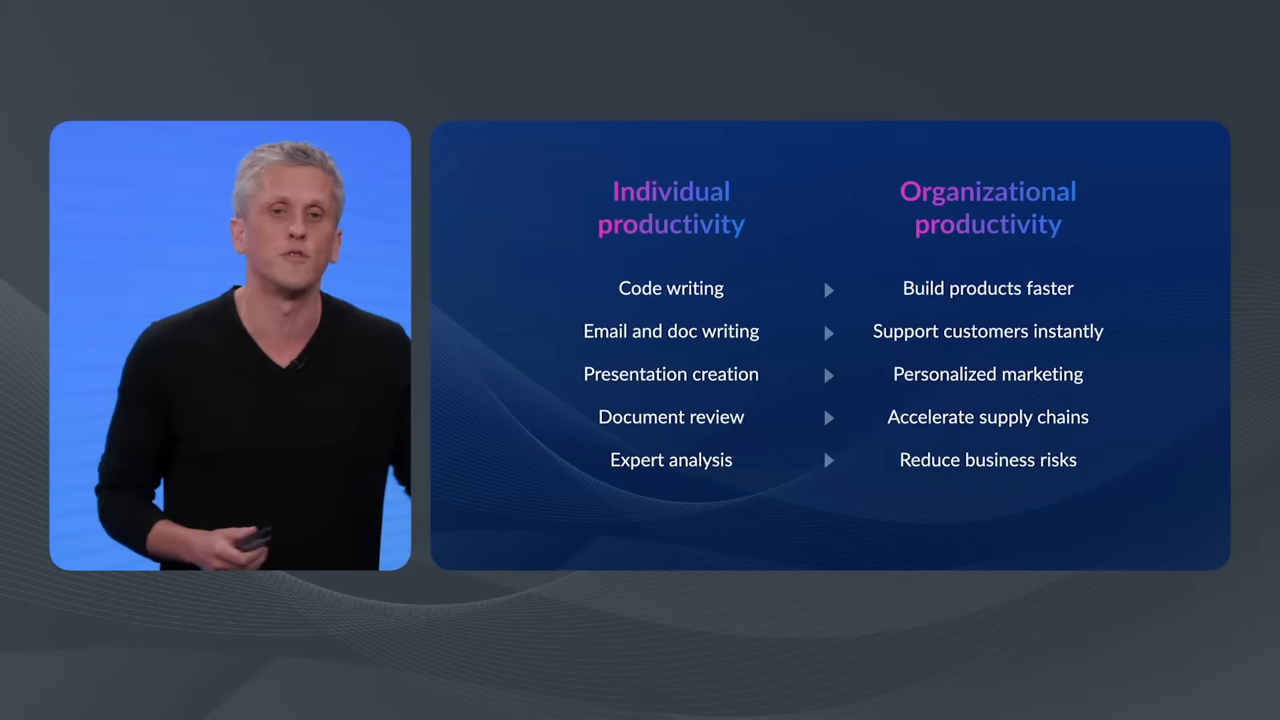 Individual
productivity
Organizational
productivity
Code writing
Build products faster
Email and doc writing
Support customers instantly
Presentation creation
Personalized marketing
Document review
Accelerate supply chains
Expert analysis
Reduce business risks